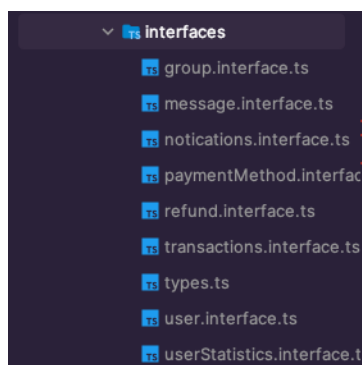 interfaces
group.interface.ts
message.interface.ts
notications.interface.ts
paymentMethod.interfac
refund.interface.ts
transactions.interface.ts
types.ts
user.interface.ts
userStatistics.interface.t